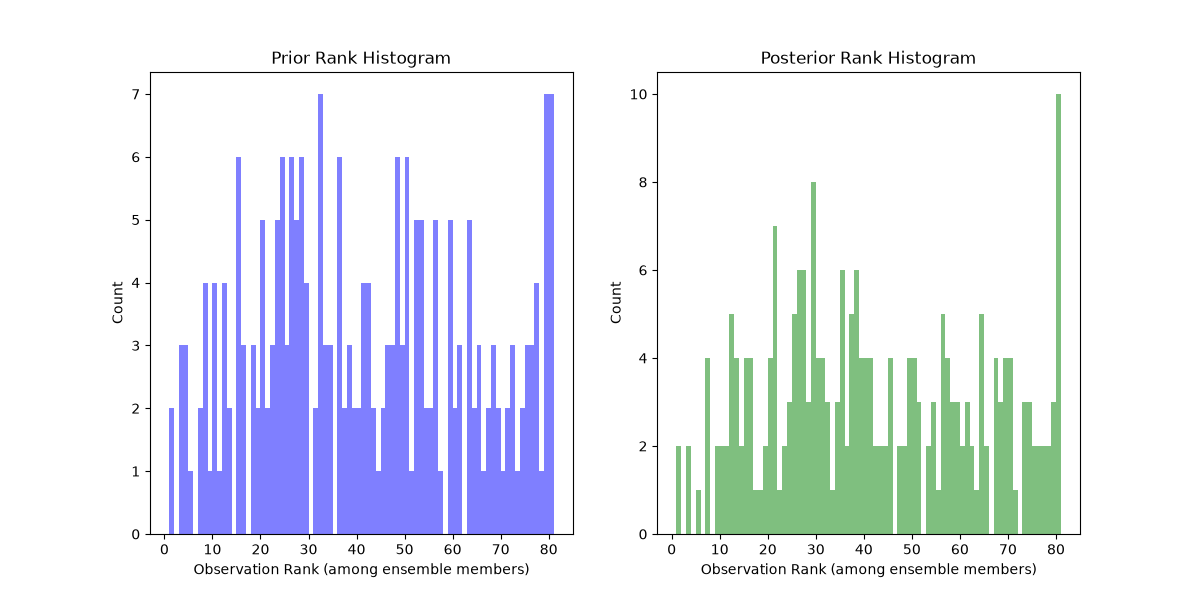 Prior Rank Histogram
Count
7
6
5
4
3
2
1
0
0 10 20 30 40 50 60 70 80
Observation Rank (among ensemble members)
Posterior Rank Histogram
Count
10
8
6
4
2
0
0 10 20 30 40 50 60 70 80
Observation Rank (among ensemble members)